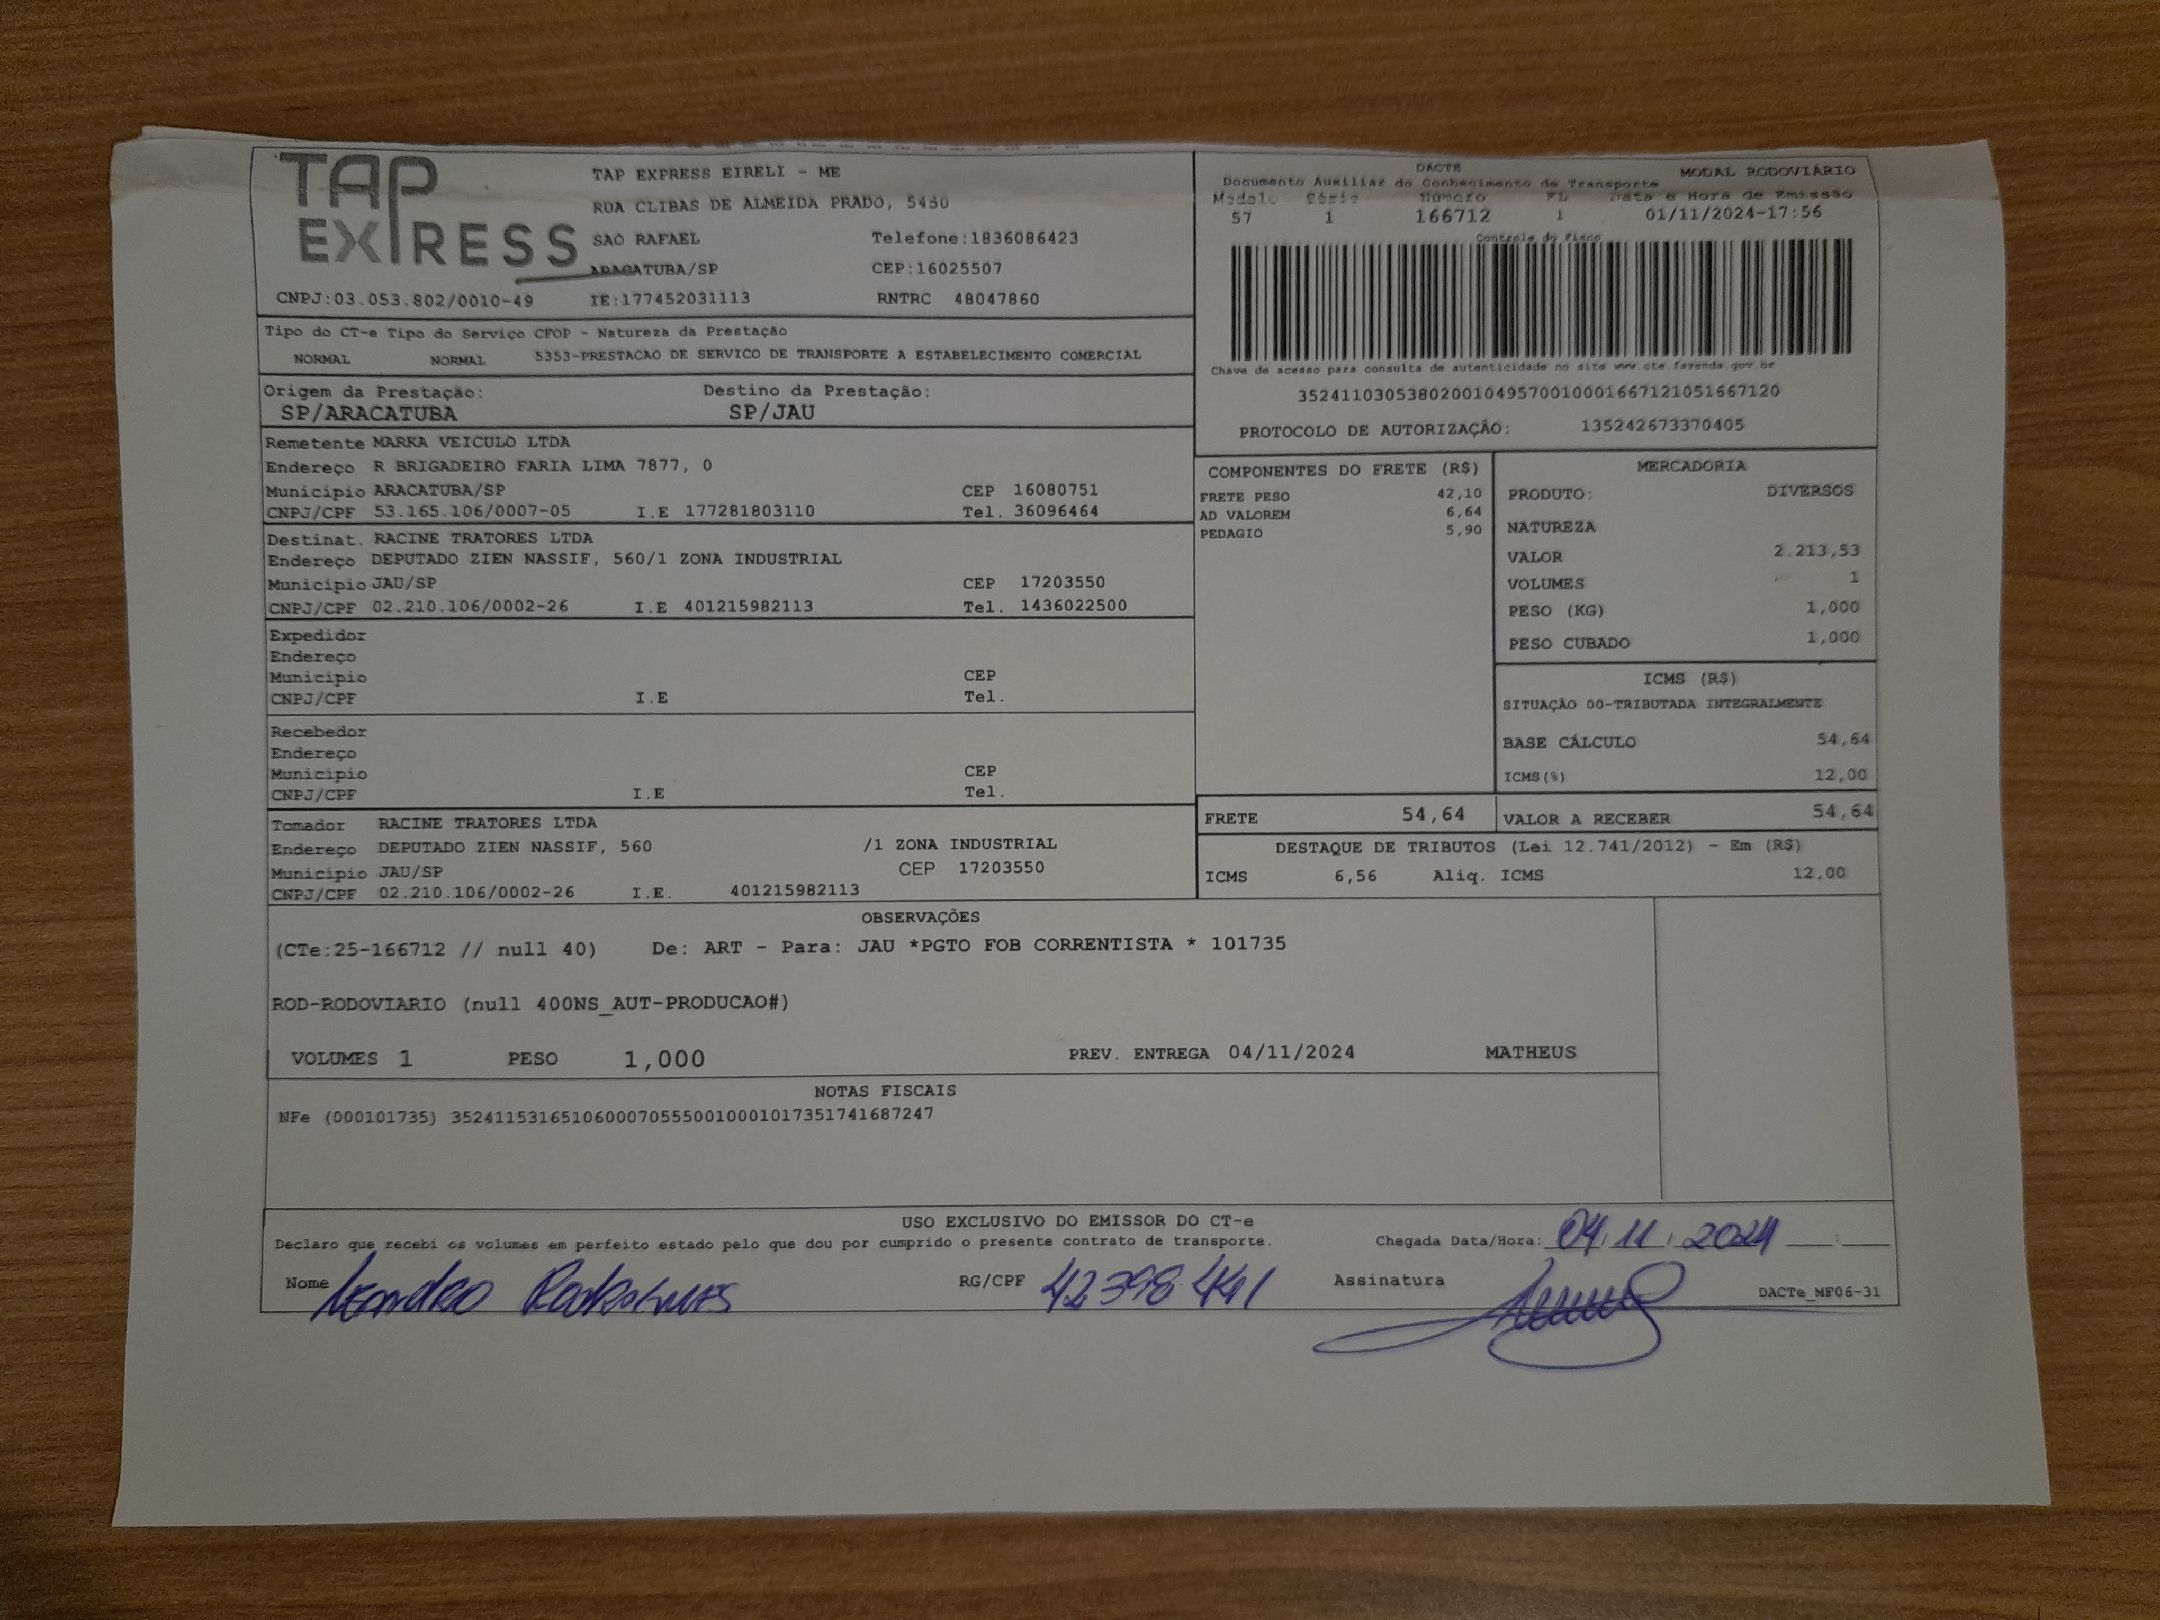 TAP
EXPRESS
TAP EXPRESS EIRELI - ME
RUA CLIBAS DE ALMEIDA PRADO, 5430
SAO RAFAEL Telefone:1836086423
ARACATUBA/SP CEP:16025507
CNPJ:03.053.802/0010-49 IE:177452031113 RNTRC 48047860
DACTE MODAL RODOVIÁRIO
Documento Auxiliar do Conhecimento de Transporte
Modelo Série Número FL Data e Hora de Emissão
57 1 166712 1 01/11/2024-17:56
Controle do Fisco
Chave de acesso para consulta de autenticidade no site www.cte.fazenda.gov.br
35241103053802001049570010001667121051667120
PROTOCOLO DE AUTORIZAÇÃO: 135242673370405
Tipo do CT-e Tipo do Serviço CFOP - Natureza da Prestação
NORMAL NORMAL 5353-PRESTACAO DE SERVICO DE TRANSPORTE A ESTABELECIMENTO COMERCIAL
Origem da Prestação: Destino da Prestação:
SP/ARACATUBA SP/JAU
Remetente MARKA VEICULO LTDA
Endereço R BRIGADEIRO FARIA LIMA 7877, 0
Município ARACATUBA/SP CEP 16080751
CNPJ/CPF 53.165.106/0007-05 I.E 177281803110 Tel. 36096464
Destinat. RACINE TRATORES LTDA
Endereço DEPUTADO ZIEN NASSIF, 560/1 ZONA INDUSTRIAL
Município JAU/SP CEP 17203550
CNPJ/CPF 02.210.106/0002-26 I.E 401215982113 Tel. 1436022500
Expedidor
Endereço
Município CEP
CNPJ/CPF I.E Tel.
Recebedor
Endereço
Município CEP
CNPJ/CPF I.E Tel.
Tomador RACINE TRATORES LTDA
Endereço DEPUTADO ZIEN NASSIF, 560 /1 ZONA INDUSTRIAL
Município JAU/SP CEP 17203550
CNPJ/CPF 02.210.106/0002-26 I.E. 401215982113
COMPONENTES DO FRETE (R$)
FRETE PESO 42,10
AD VALOREM 6,64
PEDAGIO 5,90
MERCADORIA
PRODUTO: DIVERSOS
NATUREZA
VALOR 2.213,53
VOLUMES 1
PESO (KG) 1,000
PESO CUBADO 1,000
ICMS (R$)
SITUAÇÃO 00-TRIBUTADA INTEGRALMENTE
BASE CÁLCULO 54,64
ICMS(%) 12,00
FRETE 54,64 VALOR A RECEBER 54,64
DESTAQUE DE TRIBUTOS (Lei 12.741/2012) - Em (R$)
ICMS 6,56 Aliq. ICMS 12,00
OBSERVAÇÕES
(CTe:25-166712 // null 40) De: ART - Para: JAU *PGTO FOB CORRENTISTA * 101735
ROD-RODOVIARIO (null 400NS_AUT-PRODUCAO#)
VOLUMES 1 PESO 1,000 PREV. ENTREGA 04/11/2024 MATHEUS
NOTAS FISCAIS
NFe (000101735) 35241153165106000705550010001017351741687247
USO EXCLUSIVO DO EMISSOR DO CT-e
Declaro que recebi os volumes em perfeito estado pelo que dou por cumprido o presente contrato de transporte. Chegada Data/Hora: 04/11/2024
Nome Leandro RG/CPF 42398441 Assinatura
DACTe_MF06-31